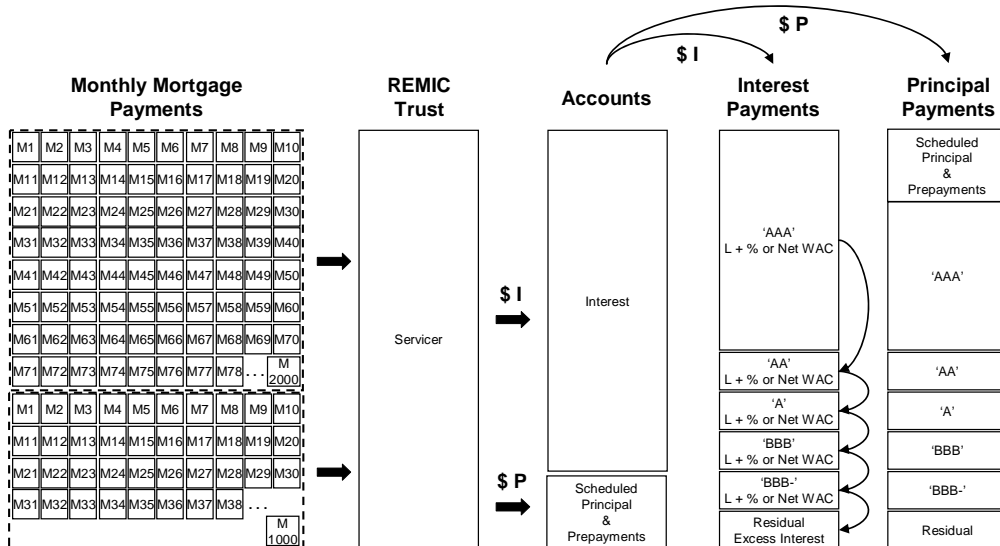 $ P
$ I
Monthly Mortgage
Payments
REMIC
Trust
Accounts
Interest
Payments
Principal
Payments
M1 M2 M3 M4 M5 M6 M7 M8 M9 M10
M11 M12 M13 M14 M15 M16 M17 M18 M19 M20
M21 M22 M23 M24 M25 M26 M27 M28 M29 M30
M31 M32 M33 M34 M35 M36 M37 M38 M39 M40
M41 M42 M43 M44 M45 M46 M47 M48 M49 M50
M51 M52 M53 M54 M55 M56 M57 M58 M59 M60
M61 M62 M63 M64 M65 M66 M67 M68 M69 M70
M71 M72 M73 M74 M75 M76 M77 M78 ... M
2000
M1 M2 M3 M4 M5 M6 M7 M8 M9 M10
M11 M12 M13 M14 M15 M16 M17 M18 M19 M20
M21 M22 M23 M24 M25 M26 M27 M28 M29 M30
M31 M32 M33 M34 M35 M36 M37 M38 ...
M
1000
Servicer
$ I
$ P
Interest
Scheduled
Principal
&
Prepayments
‘AAA’
L + % or Net WAC
‘AA’
L + % or Net WAC
‘A’
L + % or Net WAC
‘BBB’
L + % or Net WAC
‘BBB-’
L + % or Net WAC
Residual
Excess Interest
Scheduled
Principal
&
Prepayments
‘AAA’
‘AA’
‘A’
‘BBB’
‘BBB-’
Residual